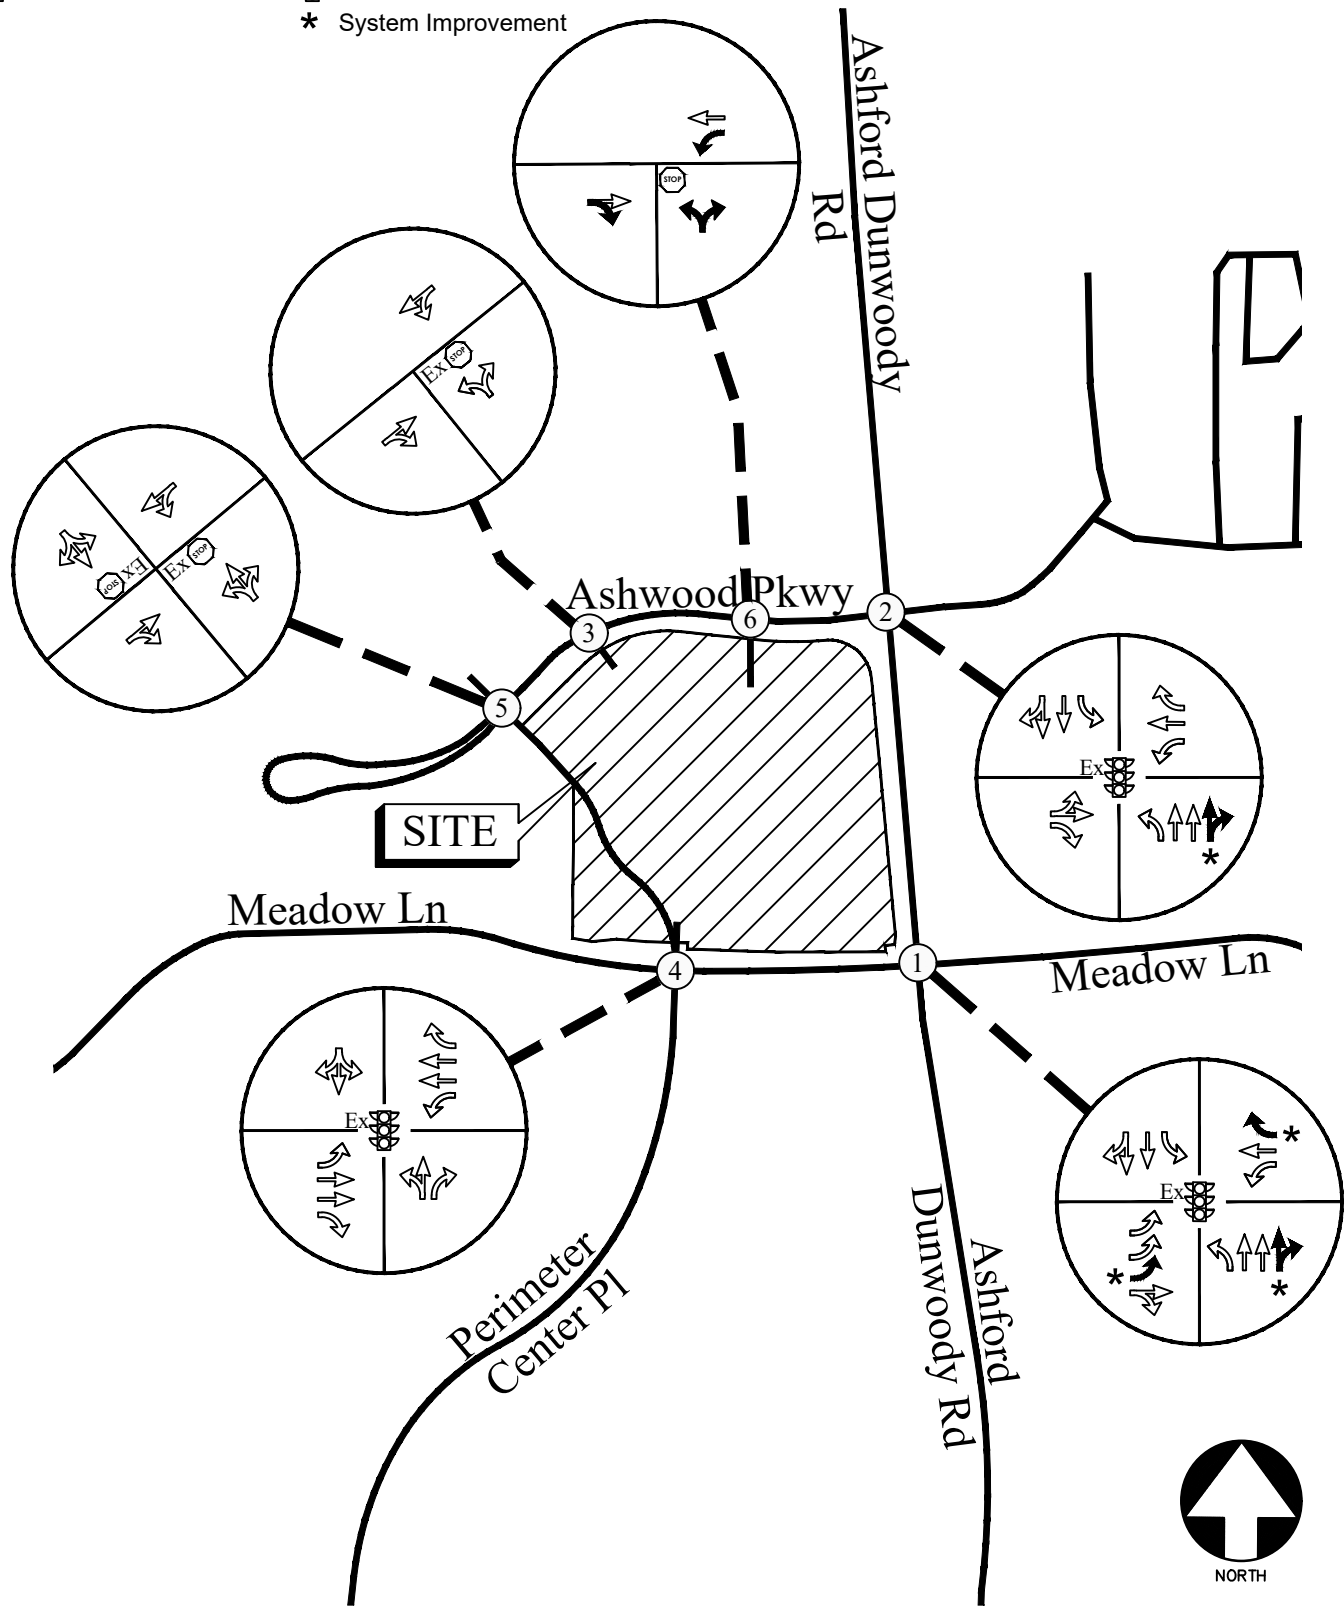 * System Improvement
Ashford Dunwoody
Rd
STOP
Ex STOP
Ex STOP
Ex STOP
Ashwood Pkwy
3
6
2
5
Ex
*
SITE
Meadow Ln
4
1
Meadow Ln
Ex
Ex
*
*
*
Perimeter
Center Pl
Ashford
Dunwoody Rd
NORTH